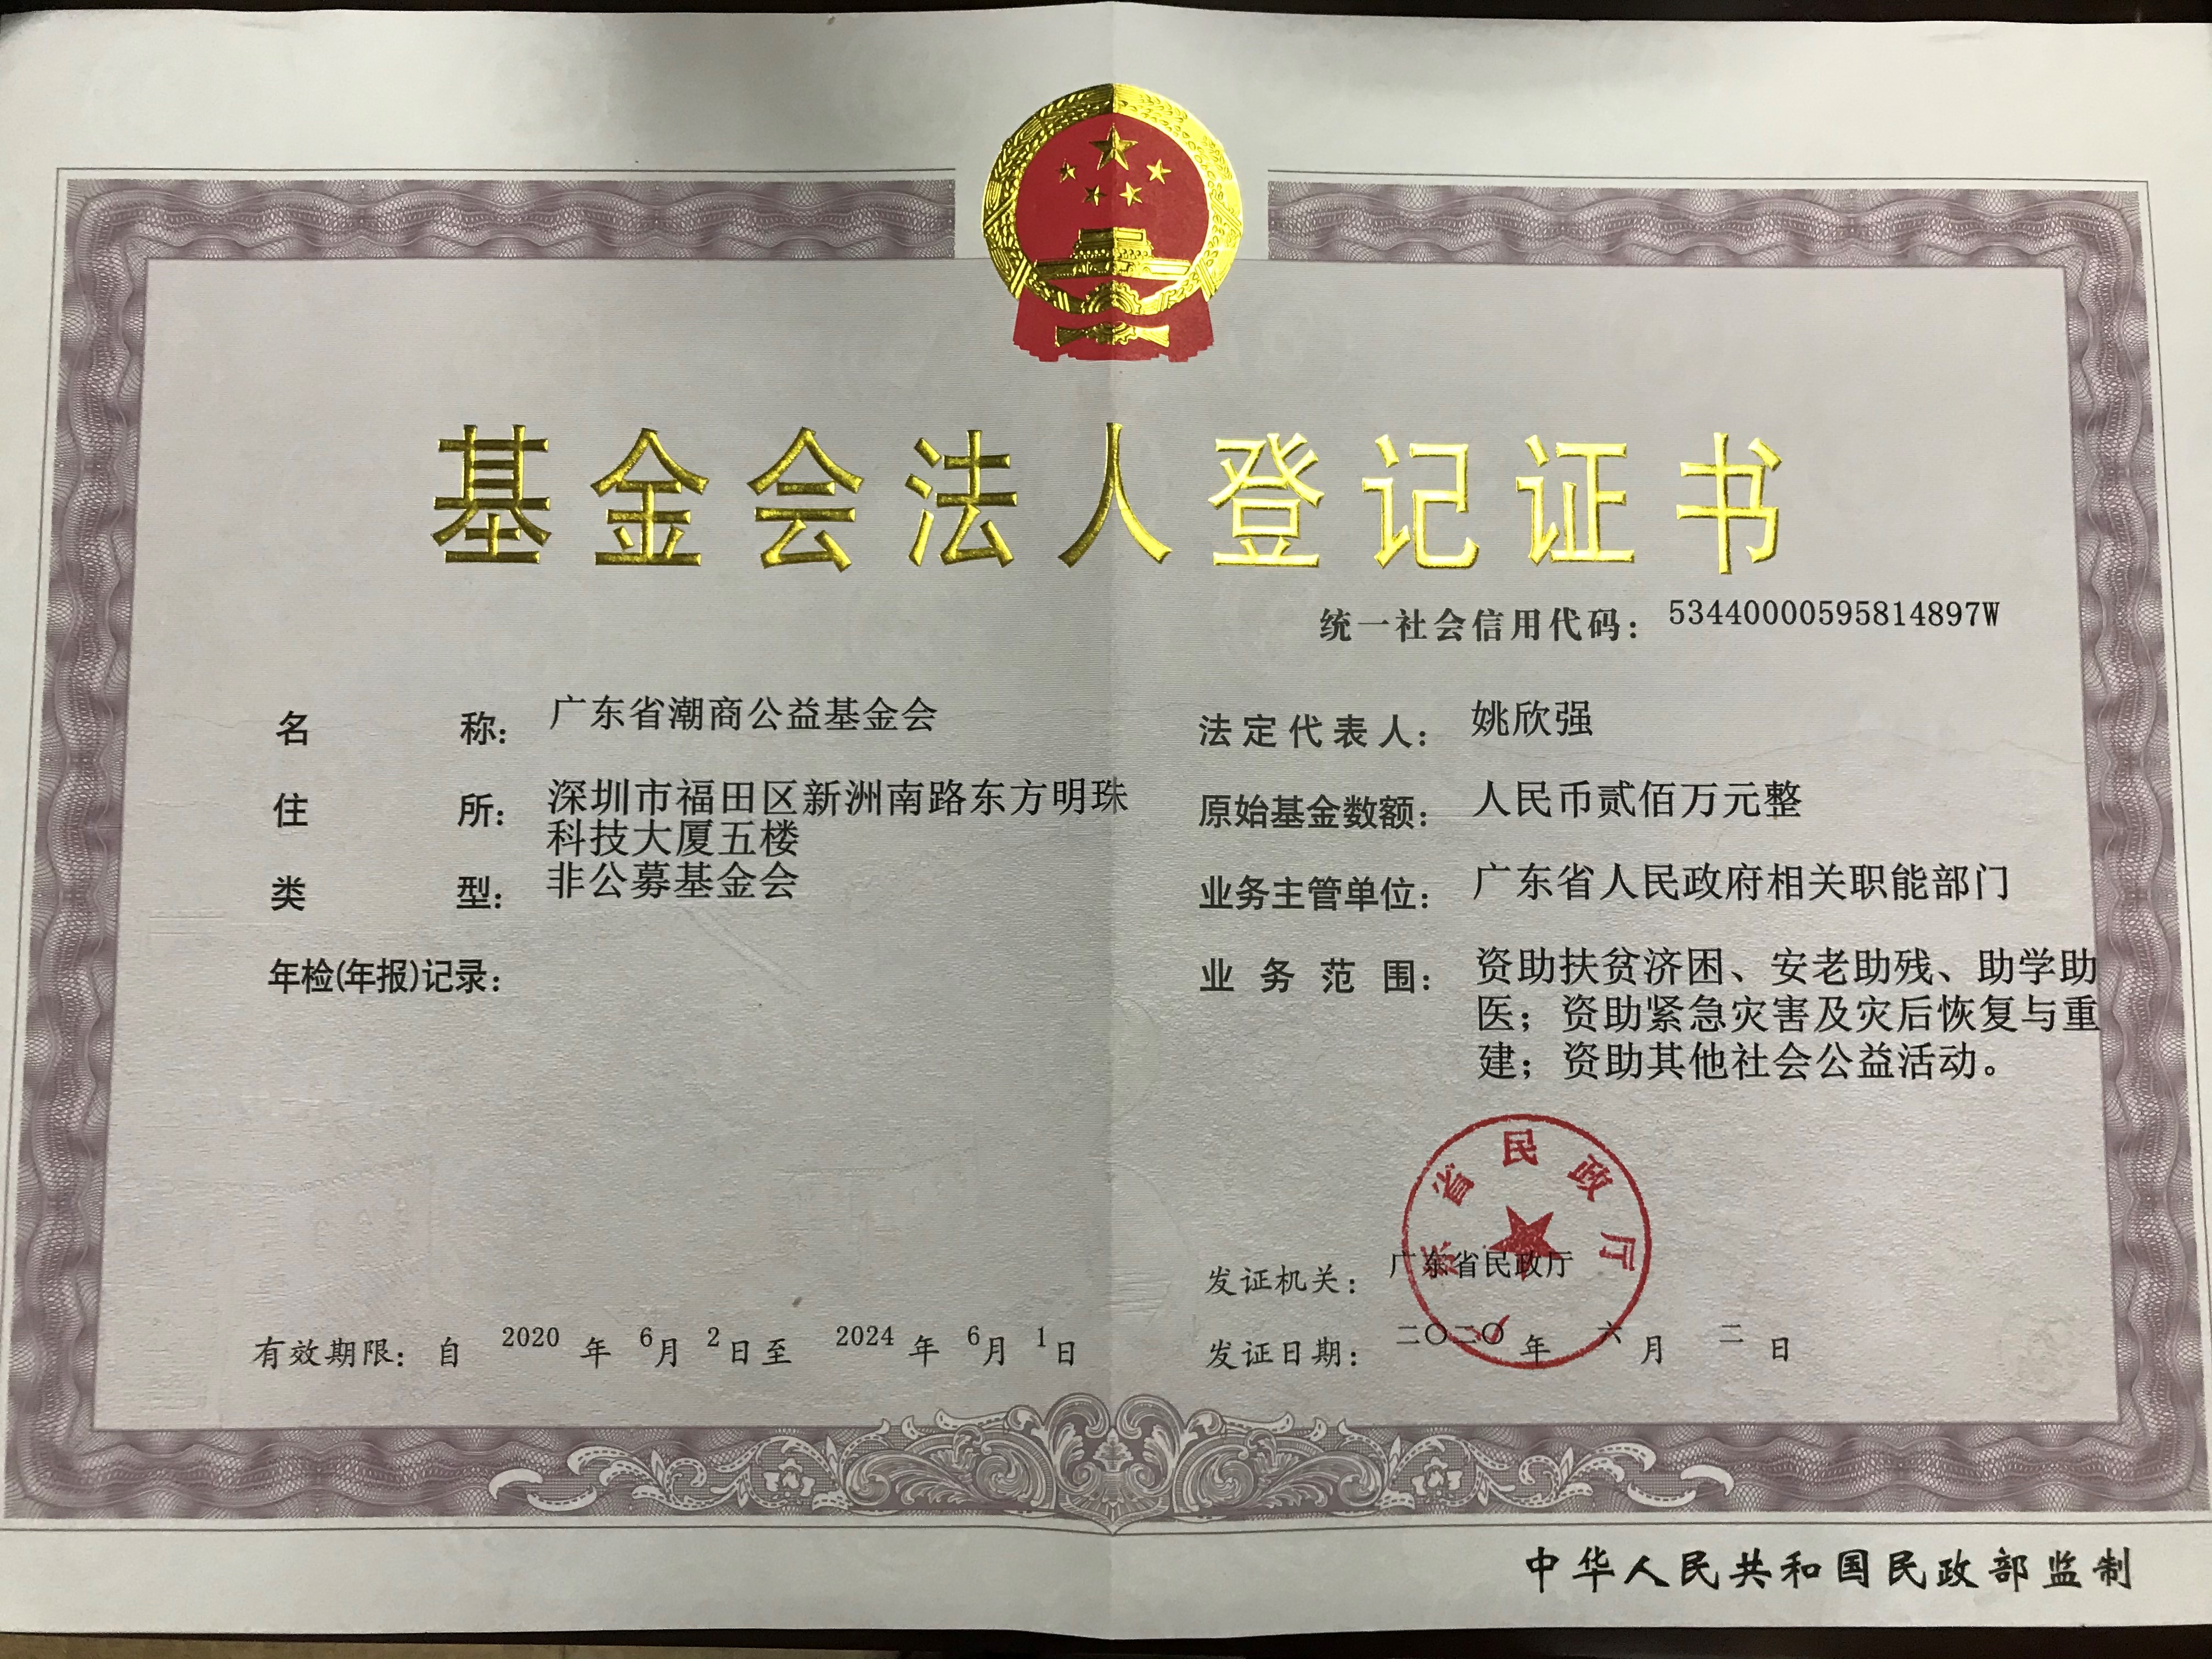 基金会法人登记证书
统一社会信用代码：53440000595814897W
名称：广东省潮商公益基金会
住所：深圳市福田区新洲南路东方明珠
科技大厦五楼
类型：非公募基金会
年检(年报)记录：
法定代表人：姚欣强
原始基金数额：人民币贰佰万元整
业务主管单位：广东省人民政府相关职能部门
业务范围：资助扶贫济困、安老助残、助学助
医；资助紧急灾害及灾后恢复与重
建；资助其他社会公益活动。
东省民政厅
发证机关：广东省民政厅
有效期限：自2020年6月2日至2024年6月1日
发证日期：二〇二〇年六月二日
中华人民共和国民政部监制